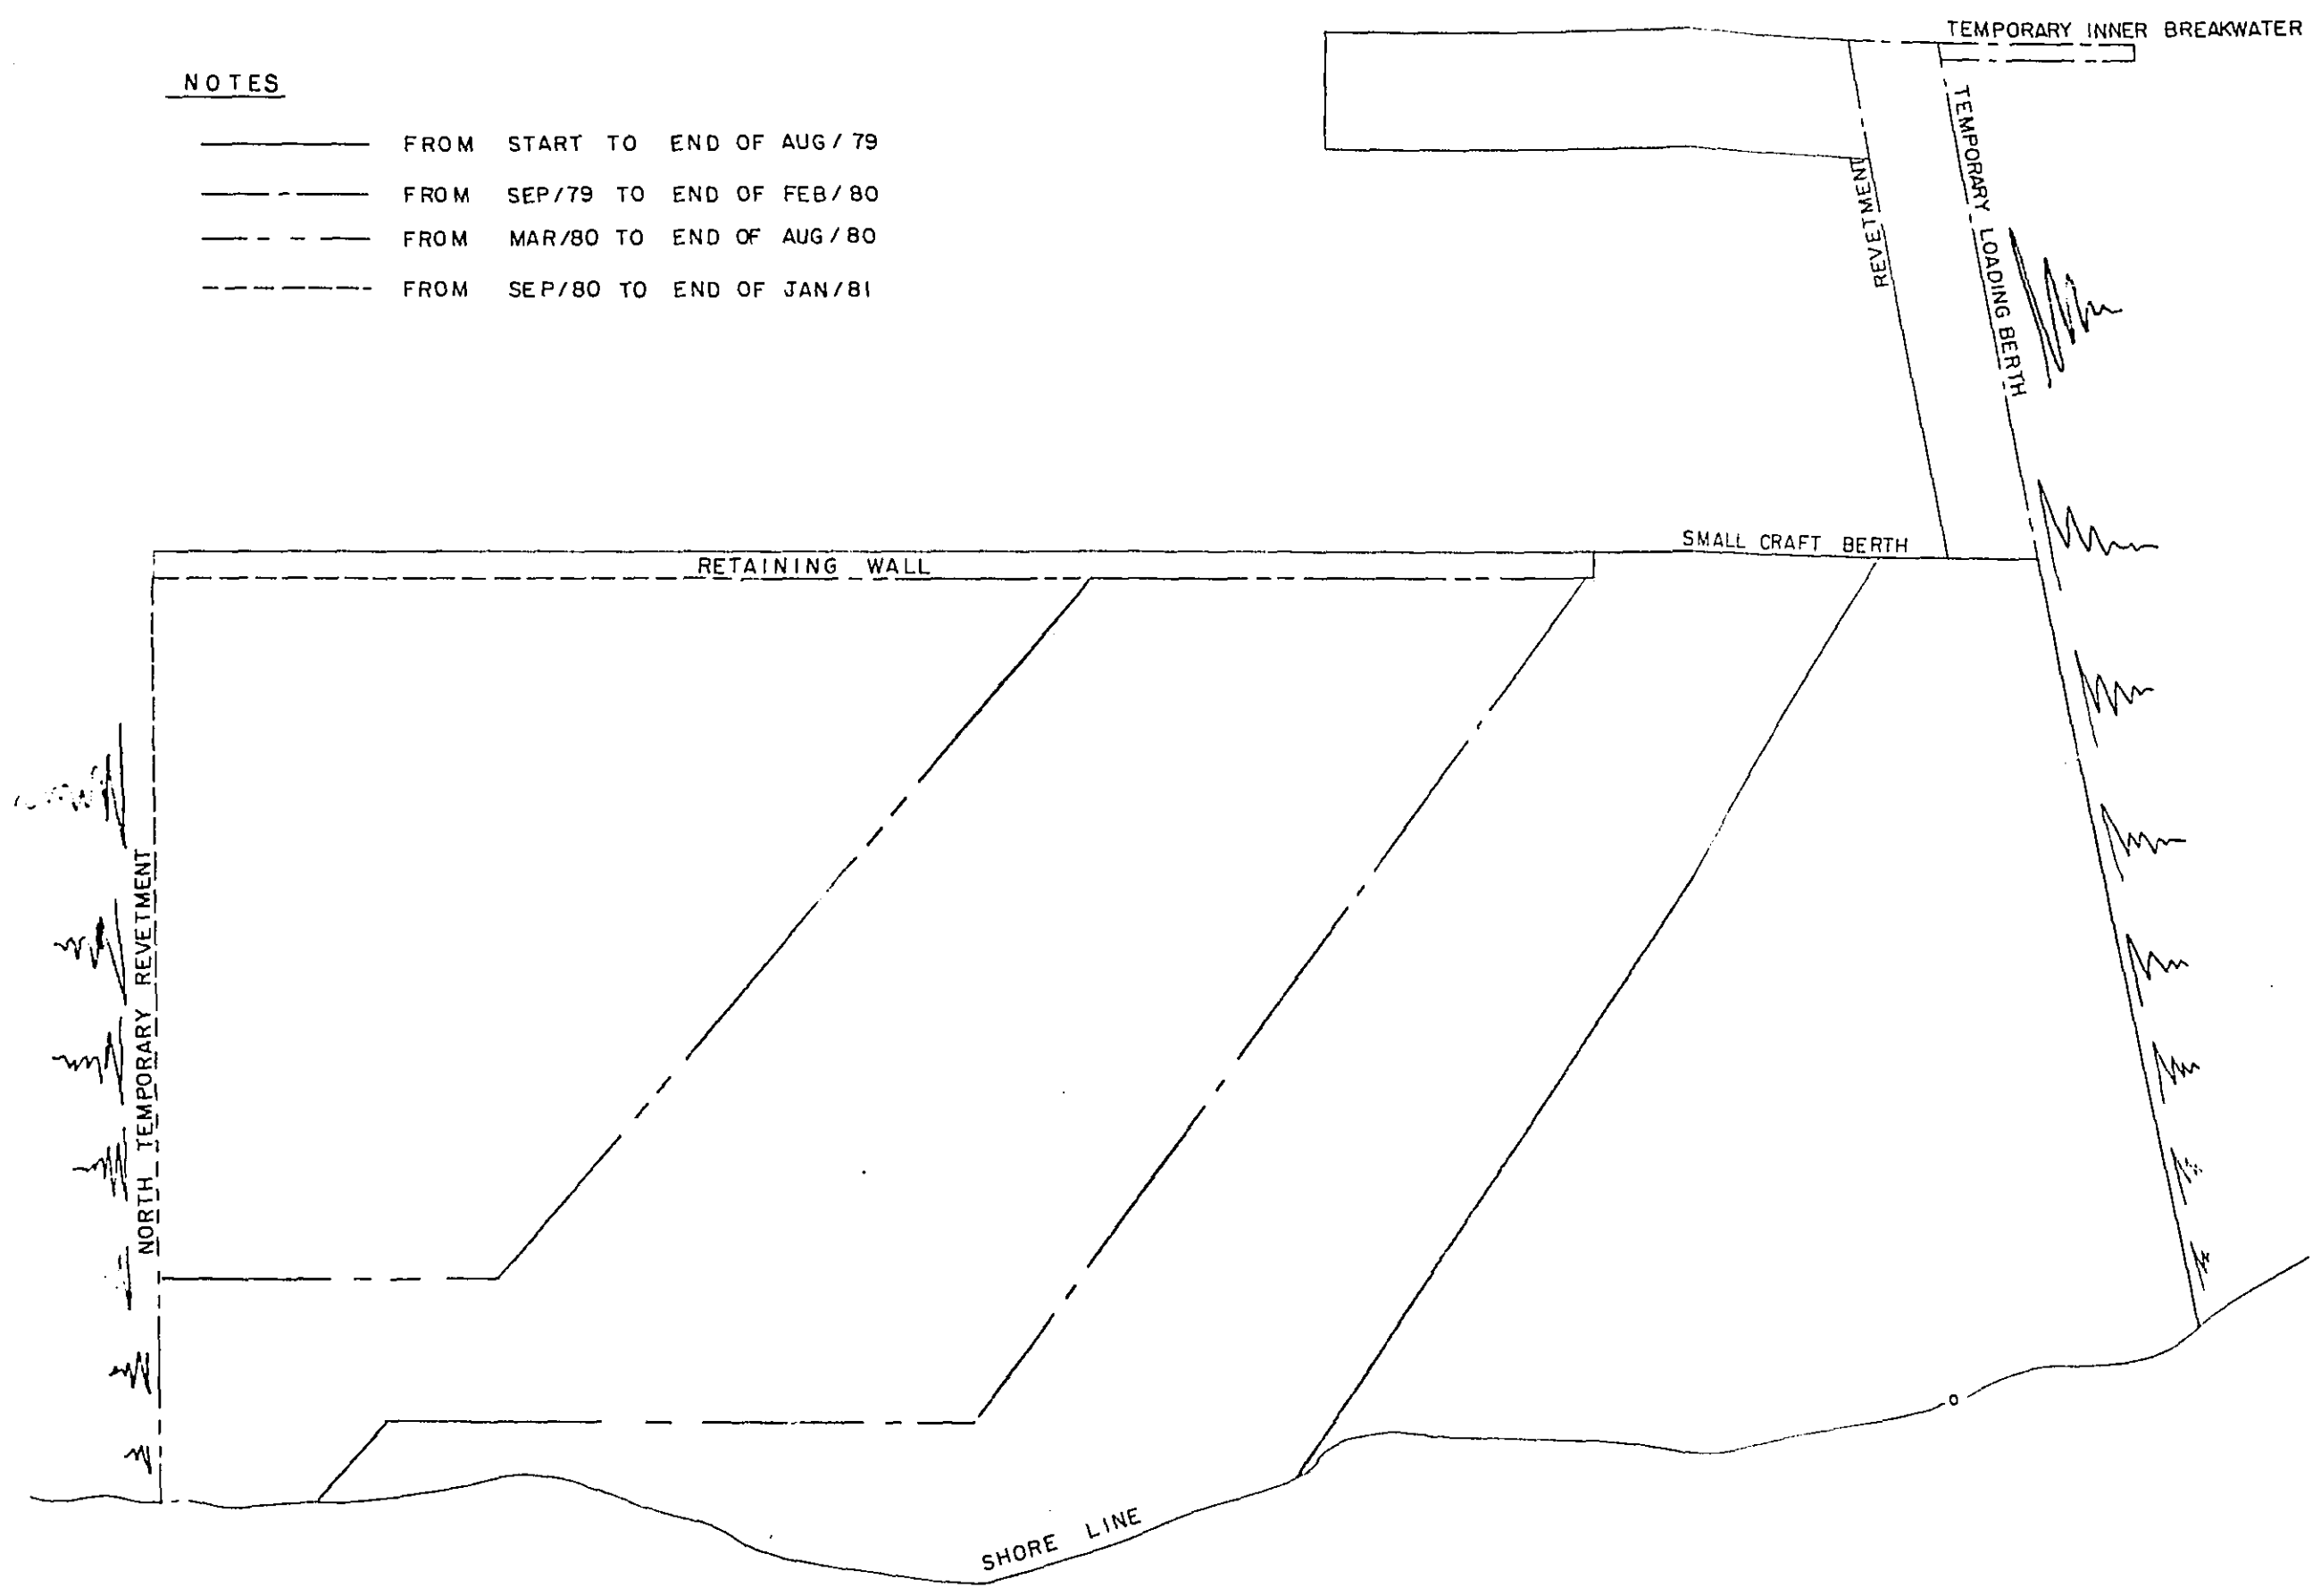 TEMPORARY INNER BREAKWATER
NOTES
FROM START TO END OF AUG/79
FROM SEP/79 TO END OF FEB/80
FROM MAR/80 TO END OF AUG/80
FROM SEP/80 TO END OF JAN/81
REVETMENT
TEMPORARY LOADING BERTH
SMALL CRAFT BERTH
RETAINING WALL
NORTH TEMPORARY REVETMENT
SHORE LINE